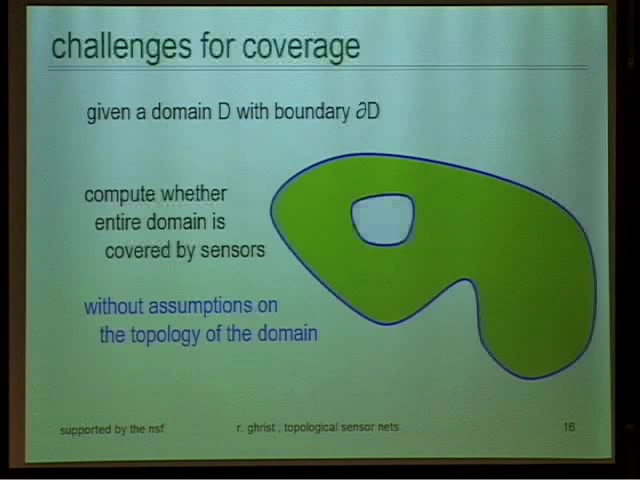 challenges for coverage
given a domain D with boundary ∂D
compute whether
entire domain is
covered by sensors
without assumptions on
the topology of the domain
supported by the nsf
r. ghrist ; topological sensor nets
16